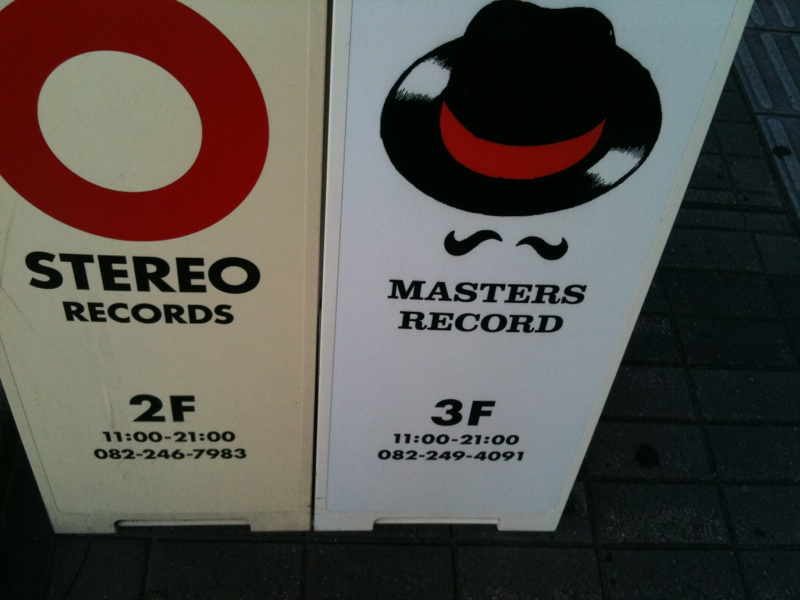 STEREO
RECORDS
2F
11:00-21:00
082-246-7983
MASTERS
RECORD
3F
11:00-21:00
082-249-4091